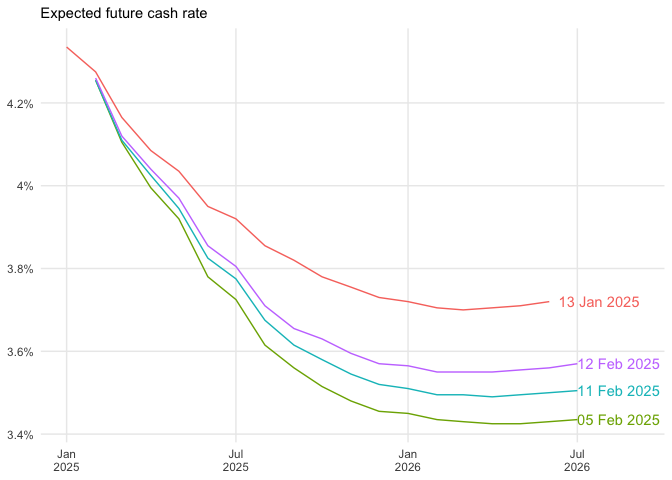 Expected future cash rate
4.2%
4%
3.8%
3.6%
3.4%
13 Jan 2025
12 Feb 2025
11 Feb 2025
05 Feb 2025
Jan
2025
Jul
2025
Jan
2026
Jul
2026